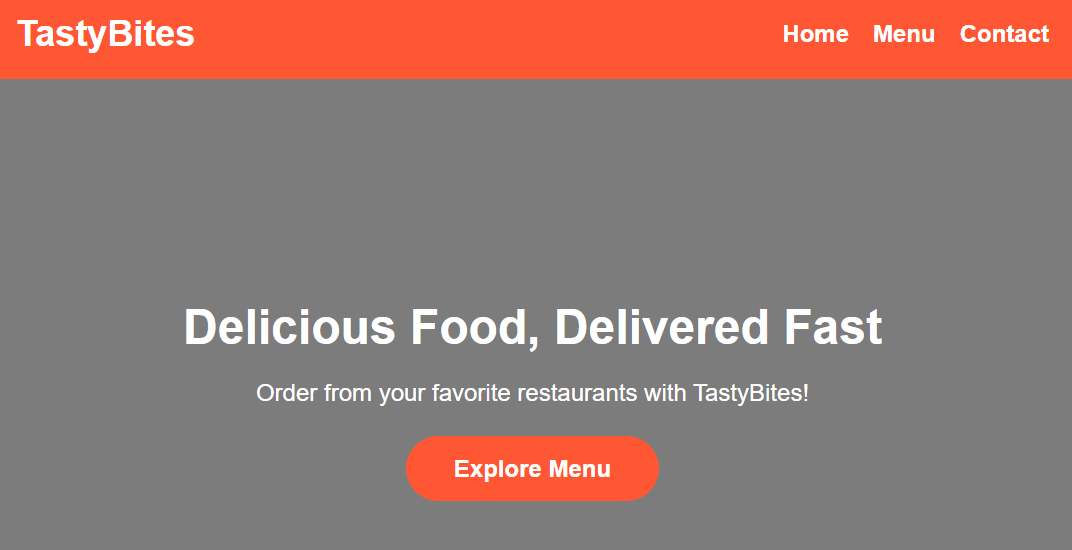 TastyBites
Home Menu Contact
Delicious Food, Delivered Fast
Order from your favorite restaurants with TastyBites!
Explore Menu